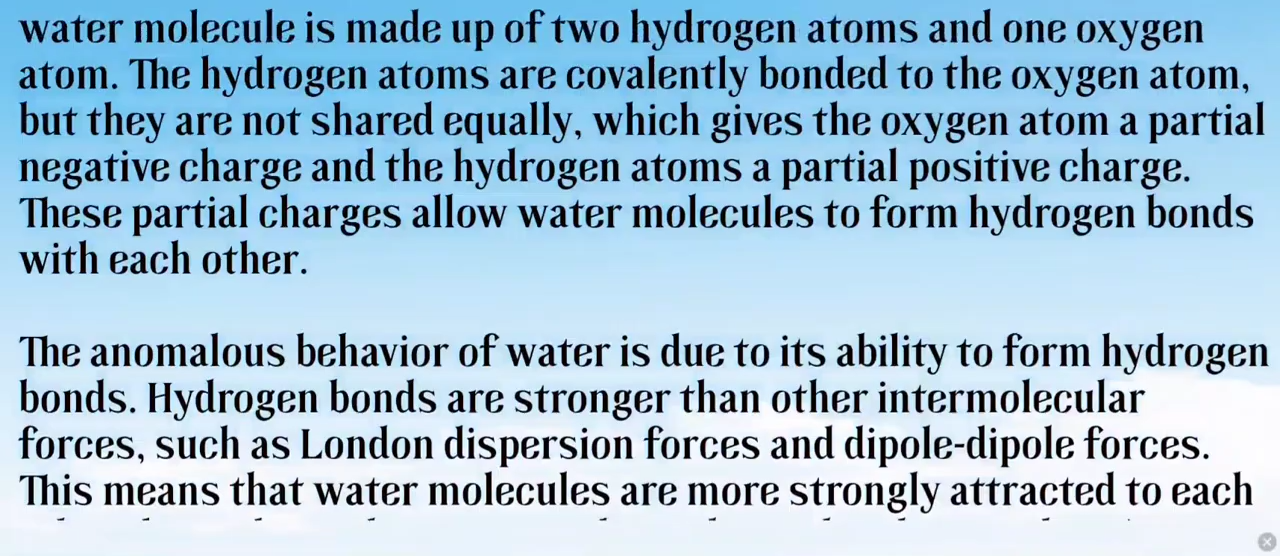 water molecule is made up of two hydrogen atoms and one oxygen
atom. The hydrogen atoms are covalently bonded to the oxygen atom,
but they are not shared equally, which gives the oxygen atom a partial
negative charge and the hydrogen atoms a partial positive charge.
These partial charges allow water molecules to form hydrogen bonds
with each other.
The anomalous behavior of water is due to its ability to form hydrogen
bonds. Hydrogen bonds are stronger than other intermolecular
forces, such as London dispersion forces and dipole-dipole forces.
This means that water molecules are more strongly attracted to each